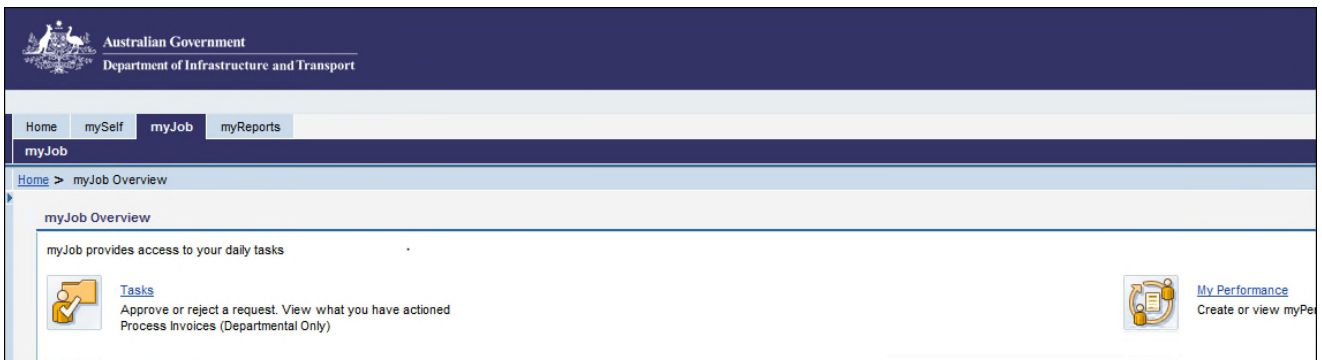 Australian Government
Department of Infrastructure and Transport
Home mySelf myJob myReports
myJob
Home > myJob Overview
myJob Overview
myJob provides access to your daily tasks
Tasks
Approve or reject a request. View what you have actioned
Process Invoices (Departmental Only)
My Performance
Create or view myPer